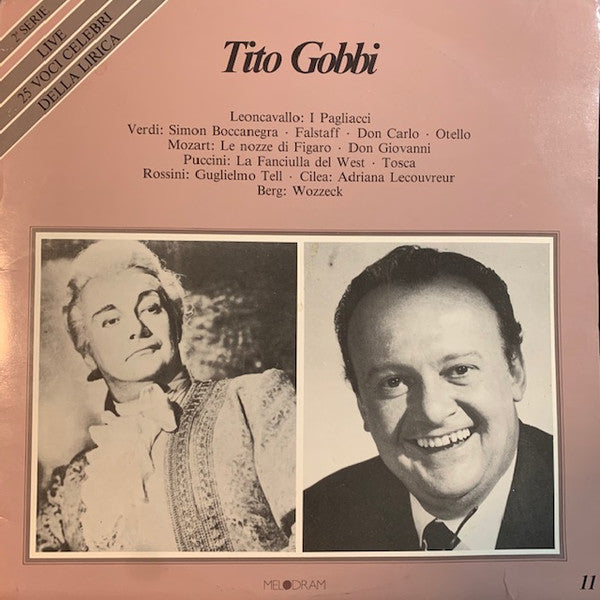 2ª SERIE
LIVE
25 VOCI CELEBRI
DELLA LIRICA
Tito Gobbi
Leoncavallo: I Pagliacci
Verdi: Simon Boccanegra · Falstaff · Don Carlo · Otello
Mozart: Le nozze di Figaro · Don Giovanni
Puccini: La Fanciulla del West · Tosca
Rossini: Guglielmo Tell · Cilea: Adriana Lecouvreur
Berg: Wozzeck
MELODRAM
11